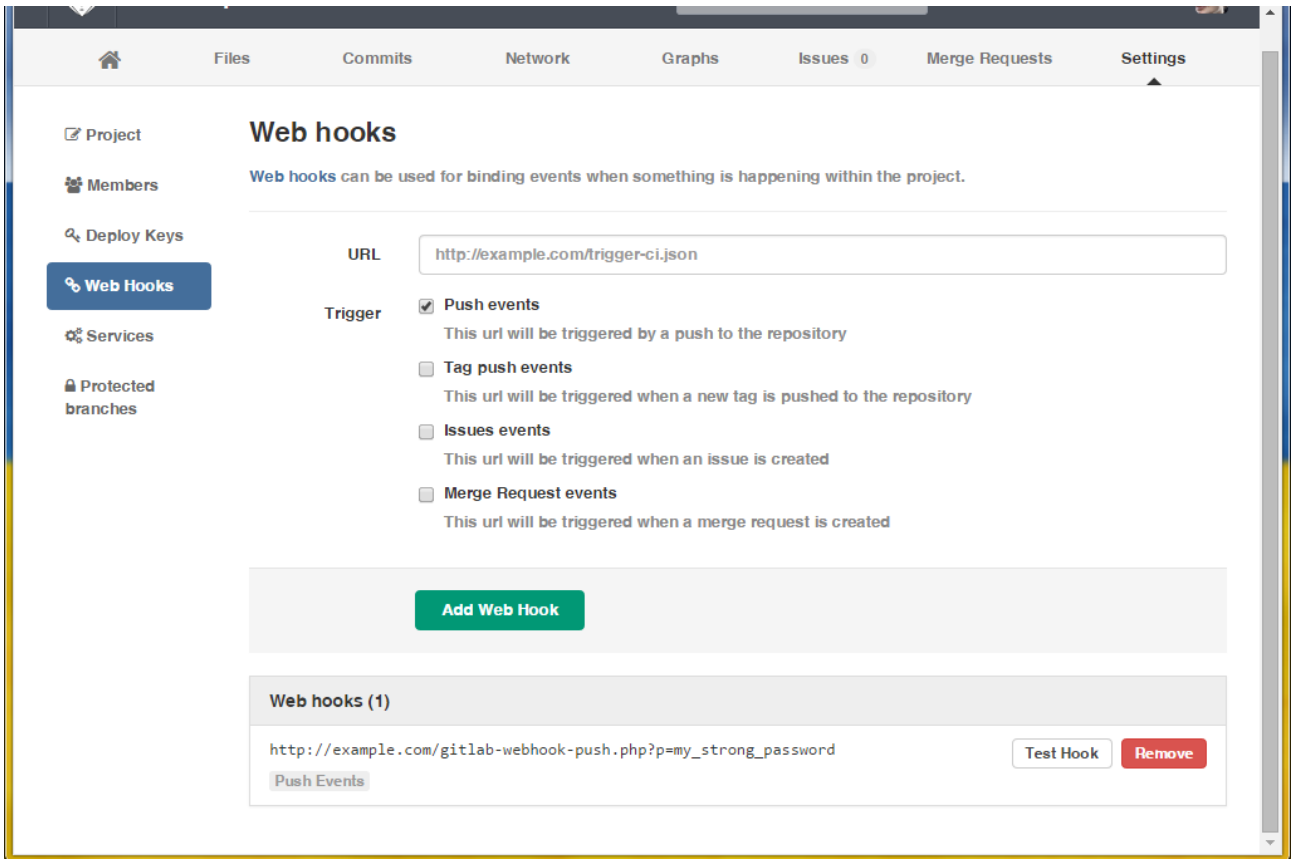 Files Commits Network Graphs Issues 0 Merge Requests Settings
Project
Members
Deploy Keys
Web Hooks
Services
Protected
branches
Web hooks
Web hooks can be used for binding events when something is happening within the project.
URL http://example.com/trigger-ci.json
Trigger Push events
This url will be triggered by a push to the repository
Tag push events
This url will be triggered when a new tag is pushed to the repository
Issues events
This url will be triggered when an issue is created
Merge Request events
This url will be triggered when a merge request is created
Add Web Hook
Web hooks (1)
http://example.com/gitlab-webhook-push.php?p=my_strong_password Test Hook Remove
Push Events